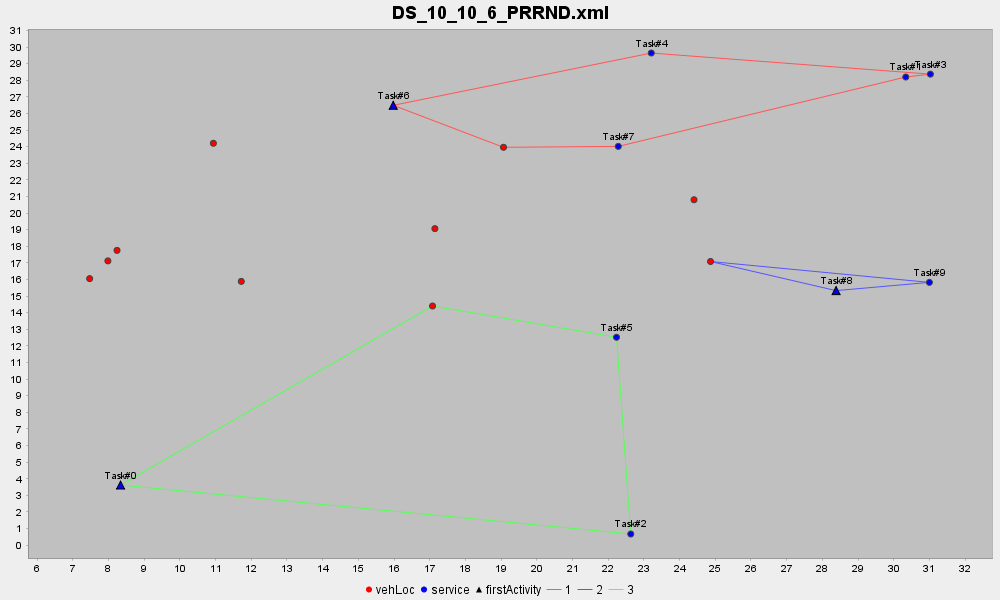 DS_10_10_6_PRRND.xml
31
30
29
28
27
26
25
24
23
22
21
20
19
18
17
16
15
14
13
12
11
10
9
8
7
6
5
4
3
2
1
0
Task#4
Task#1
Task#3
Task#6
Task#7
Task#9
Task#8
Task#5
Task#0
Task#2
6 7 8 9 10 11 12 13 14 15 16 17 18 19 20 21 22 23 24 25 26 27 28 29 30 31 32
vehLoc service firstActivity 1 2 3